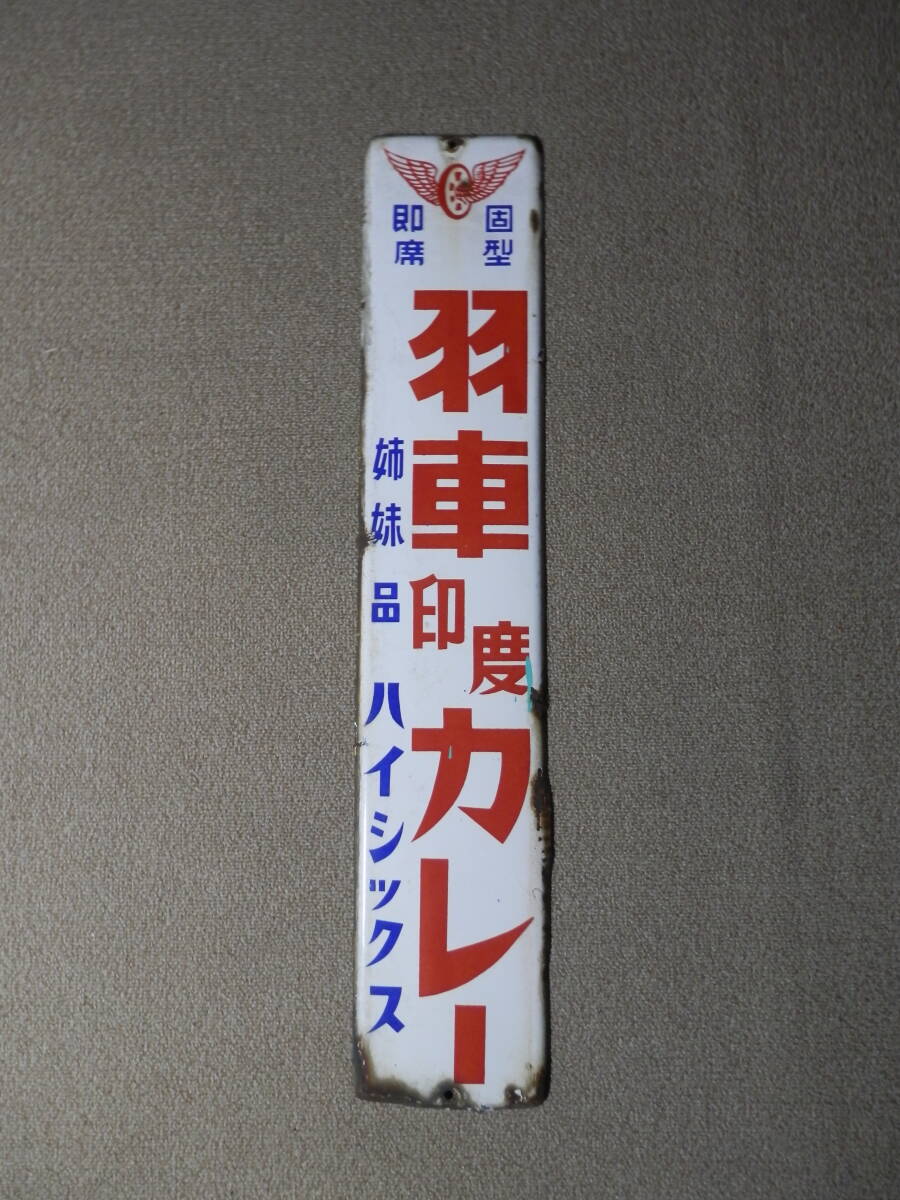 固型
即席
羽車印度カレー
姉妹品 ハイシックス